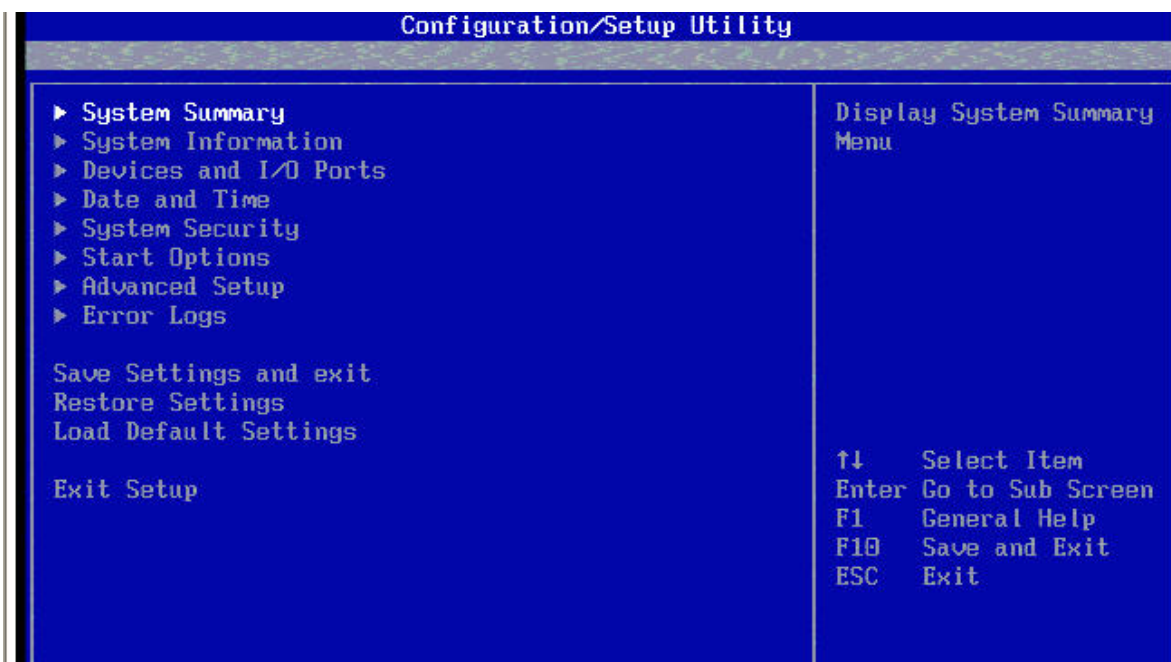 Configuration/Setup Utility
System Summary
System Information
Devices and I/O Ports
Date and Time
System Security
Start Options
Advanced Setup
Error Logs
Save Settings and exit
Restore Settings
Load Default Settings
Exit Setup
Display System Summary
Menu
↑↓ Select Item
Enter Go to Sub Screen
F1 General Help
F10 Save and Exit
ESC Exit